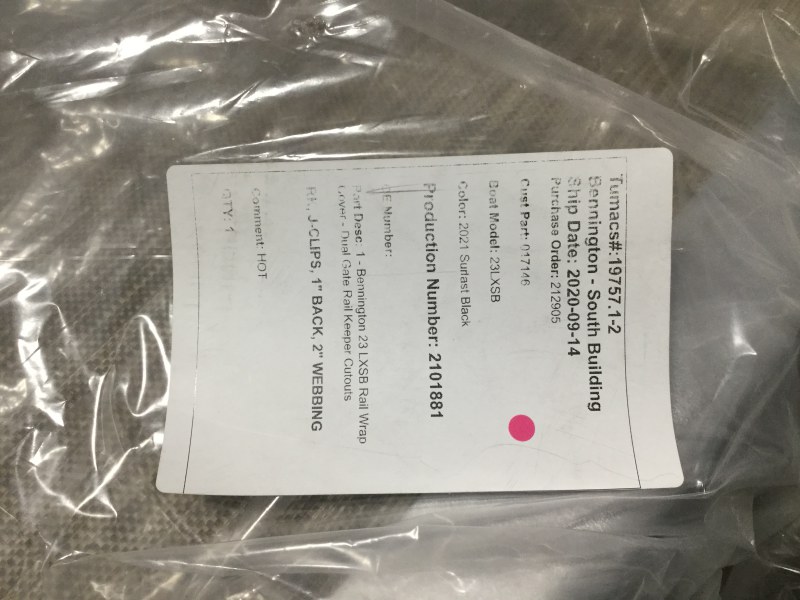 Tumacs#:19757.1-2
Bennington - South Building
Ship Date: 2020-09-14
Purchase Order: 212905
Cust Part: 017146
Boat Model: 23LXSB
Color: 2021 Surlast Black
Production Number: 2101881
Number:
Part Desc: 1 - Bennington 23 LXSB Rail Wrap
Cover - Dual Gate Rail Keeper Cutouts
J-CLIPS, 1" BACK, 2" WEBBING
Comment: HOT
QTY: 1